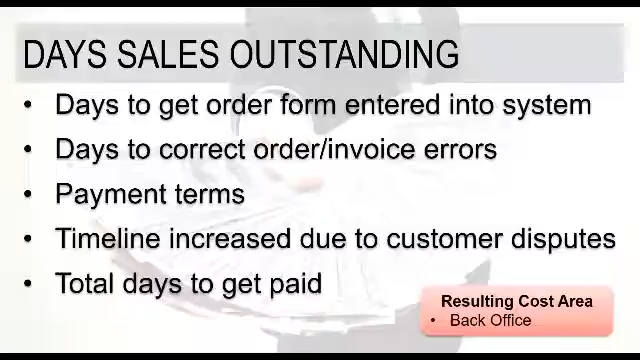 DAYS SALES OUTSTANDING
• Days to get order form entered into system
• Days to correct order/invoice errors
• Payment terms
• Timeline increased due to customer disputes
• Total days to get paid
Resulting Cost Area
• Back Office